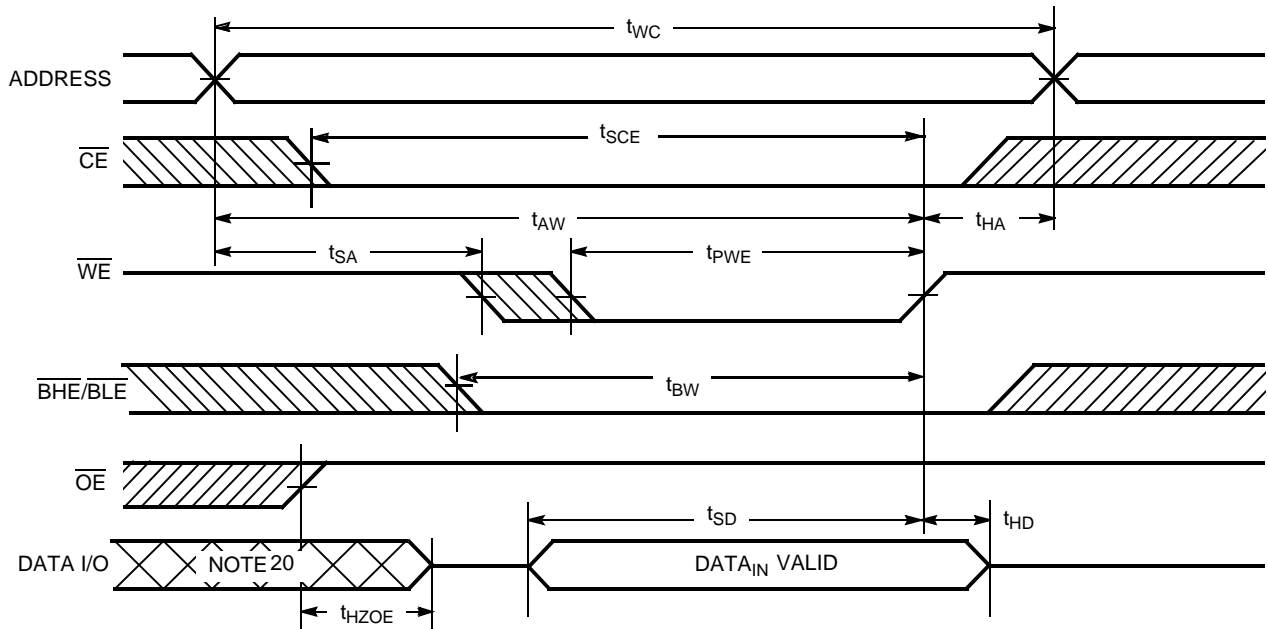 tWC
ADDRESS
tSCE
CE
tAW
tHA
tSA
tPWE
WE
tBW
BHE/BLE
OE
tSD
tHD
DATA I/O
NOTE 20
DATAIN VALID
tHZOE